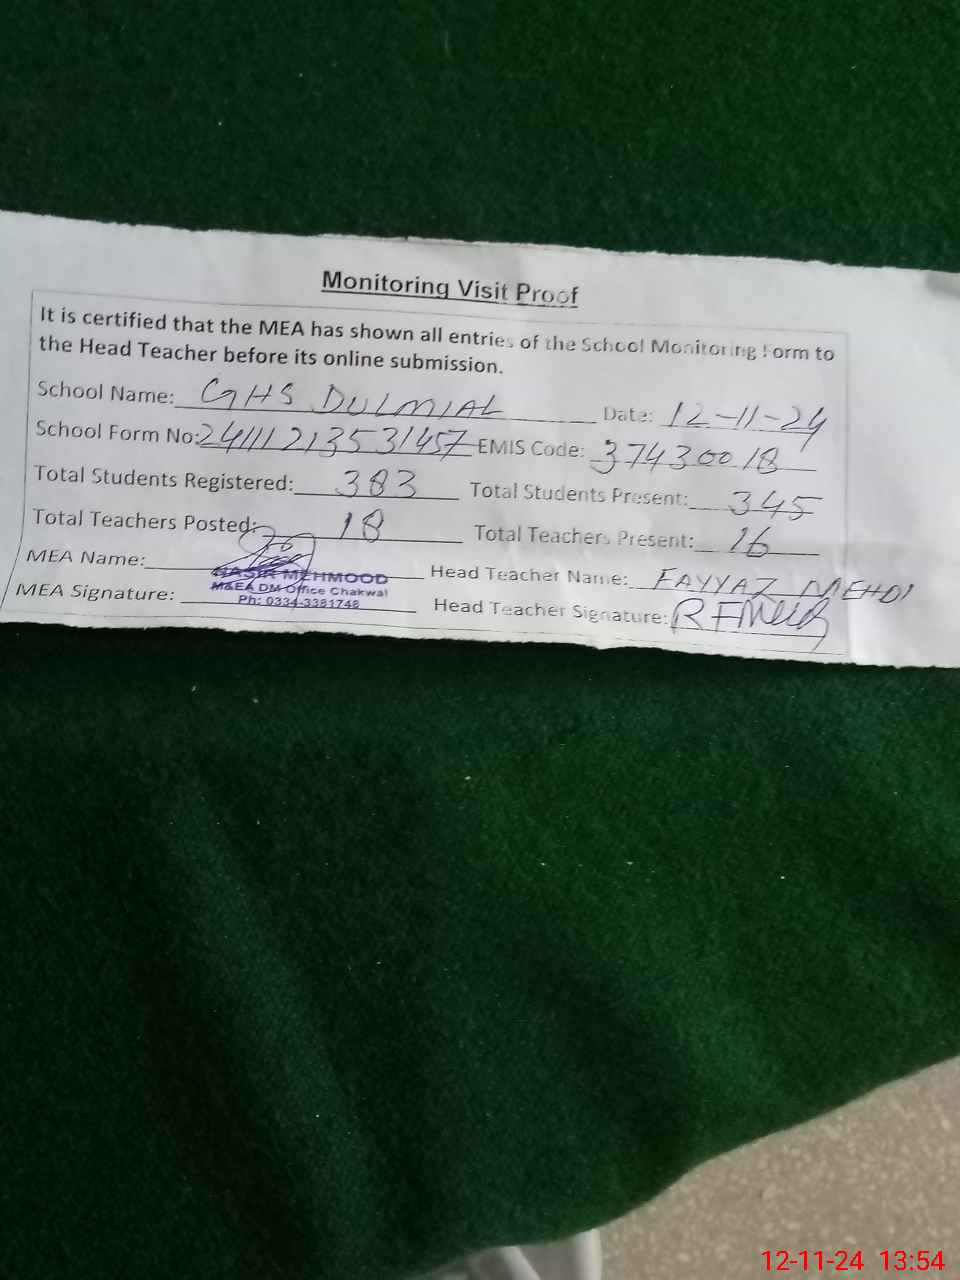 Monitoring Visit Proof
It is certified that the MEA has shown all entries of the School Monitoring Form to
the Head Teacher before its online submission.
School Name: GHS DULMIAL Date: 12-11-24
School Form No: 24111213531457 EMIS Code: 37430018
Total Students Registered: 383 Total Students Present: 345
Total Teachers Posted: 18 Total Teachers Present: 16
MEA Name: NASIR MEHMOOD Head Teacher Name: FAYYAZ MEHDI
M&EA DM Office Chakwal
MEA Signature: Ph: 0334-3381748 Head Teacher Signature:
12-11-24 13:54